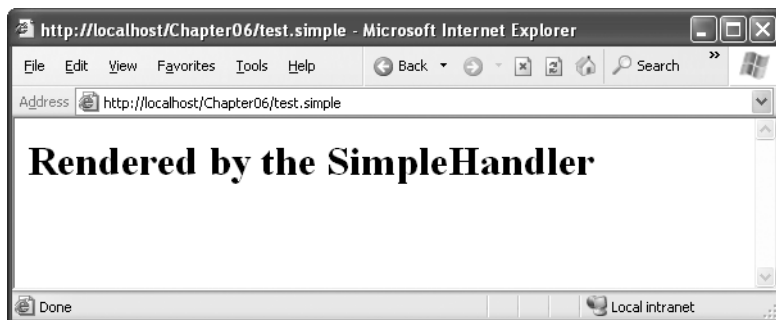 http://localhost/Chapter06/test.simple - Microsoft Internet Explorer
File Edit View Favorites Tools Help Back Search »
Address http://localhost/Chapter06/test.simple
Rendered by the SimpleHandler
Done Local intranet